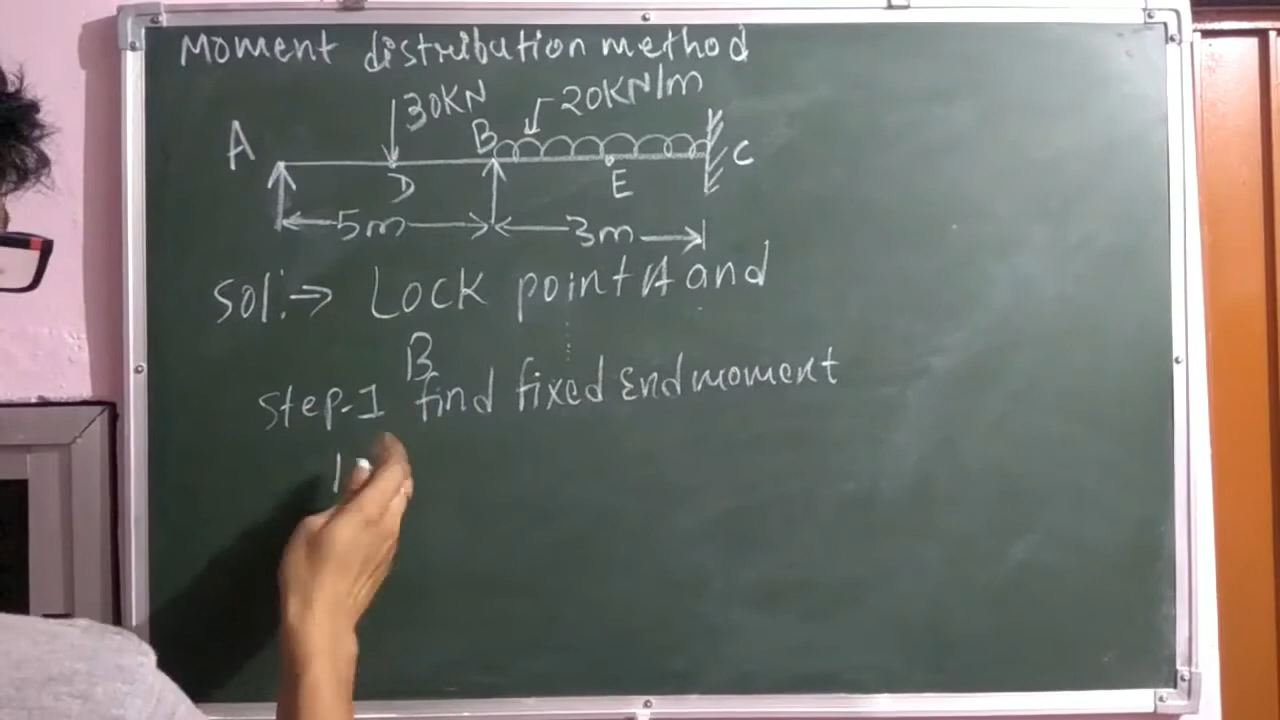 Moment distribution method
30KN
20KN/m
A
B
C
D
E
5m
3m
Sol:→ Lock point A and
B
Step-1 find fixed End moment